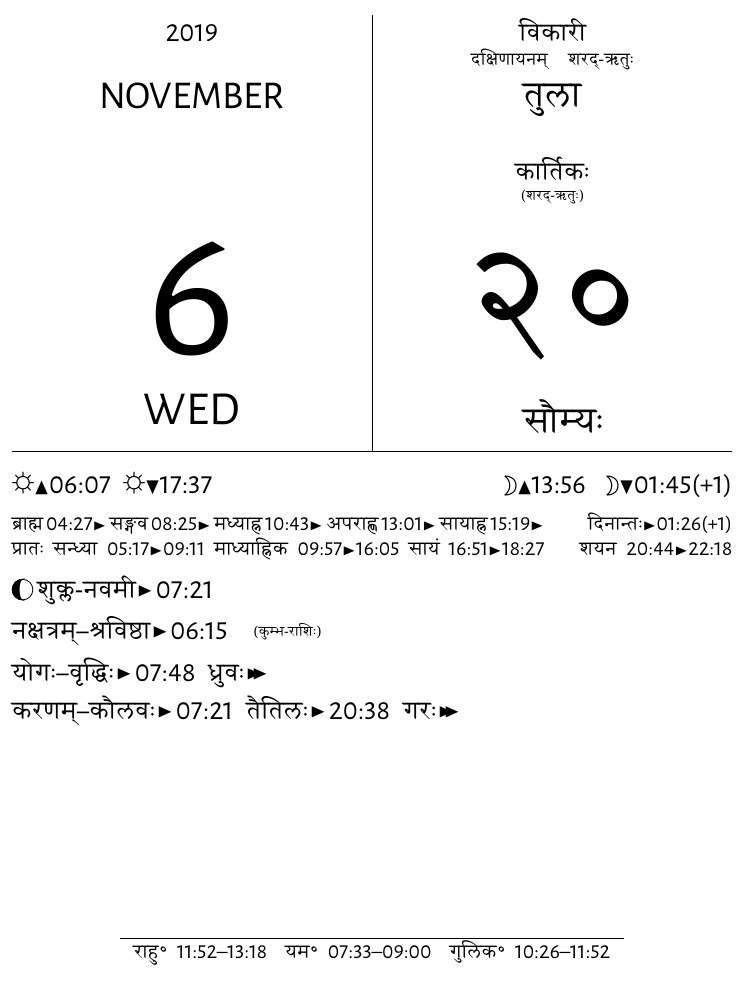 2019
NOVEMBER
6
WED
विकारी
दक्षिणायनम् शरद्-ऋतुः
तुला
कार्तिकः
(शरद्-ऋतुः)
२०
सौम्यः
☼▲06:07 ☼▼17:37 ☽▲13:56 ☽▼01:45(+1)
ब्राह्म 04:27► सङ्गव 08:25► मध्याह्न 10:43► अपराह्ण 13:01► सायाह्न 15:19► दिनान्तः►01:26(+1)
प्रातः सन्ध्या 05:17►09:11 माध्याह्निक 09:57►16:05 सायं 16:51►18:27 शयन 20:44►22:18
शुक्ल-नवमी► 07:21
नक्षत्रम्–श्रविष्ठा► 06:15 (कुम्भ-राशिः)
योगः–वृद्धिः► 07:48 ध्रुवः►►
करणम्–कौलवः► 07:21 तैतिलः► 20:38 गरः►►
राहु° 11:52–13:18 यम° 07:33–09:00 गुलिक° 10:26–11:52